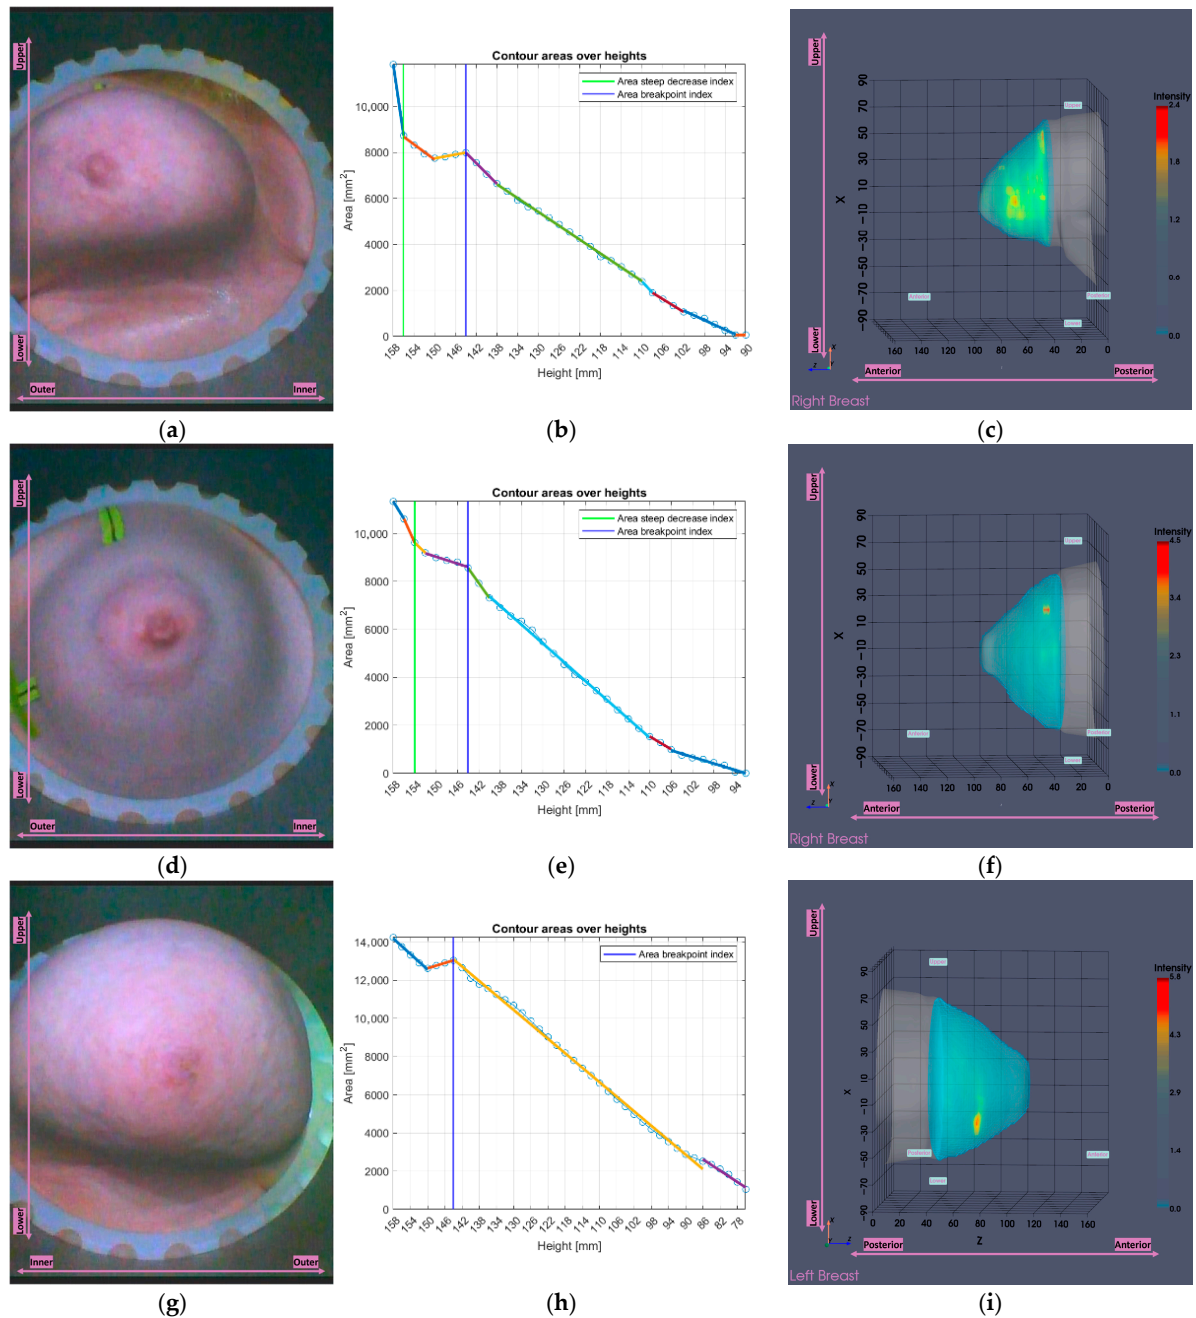 Upper
Lower
Outer
Inner
(a)
Contour areas over heights
Area steep decrease index
Area breakpoint index
10,000
8000
6000
4000
2000
0
Area [mm2]
158
154
150
146
142
138
134
130
126
122
118
114
110
106
102
98
94
90
Height [mm]
(b)
Upper
Lower
90
70
50
30
10
−10
−30
−50
−70
−90
X
Upper
Anterior
Posterior
Lower
160
140
120
100
80
60
40
20
0
Intensity
2.4
1.8
1.2
0.6
0.0
x
z
Anterior
Posterior
Right Breast
(c)
Upper
Lower
Outer
Inner
(d)
Contour areas over heights
Area steep decrease index
Area breakpoint index
10,000
8000
6000
4000
2000
0
Area [mm2]
158
154
150
146
142
138
134
130
126
122
118
114
110
106
102
98
94
Height [mm]
(e)
Upper
Lower
90
70
50
30
10
−10
−30
−50
−70
−90
X
Upper
Anterior
Posterior
Lower
160
140
120
100
80
60
40
20
0
Intensity
4.5
3.4
2.3
1.1
0.0
x
z
Anterior
Posterior
Right Breast
(f)
Upper
Lower
Inner
Outer
(g)
Contour areas over heights
Area breakpoint index
14,000
12,000
10,000
8000
6000
4000
2000
0
Area [mm2]
158
154
150
146
142
138
134
130
126
122
118
114
110
106
102
98
94
90
86
82
78
Height [mm]
(h)
Upper
Lower
90
70
50
30
10
−10
−30
−50
−70
−90
X
Upper
Posterior
Anterior
Lower
0
20
40
60
80
100
120
140
160
Z
Intensity
5.8
4.3
2.9
1.4
0.0
x
z
Posterior
Anterior
Left Breast
(i)